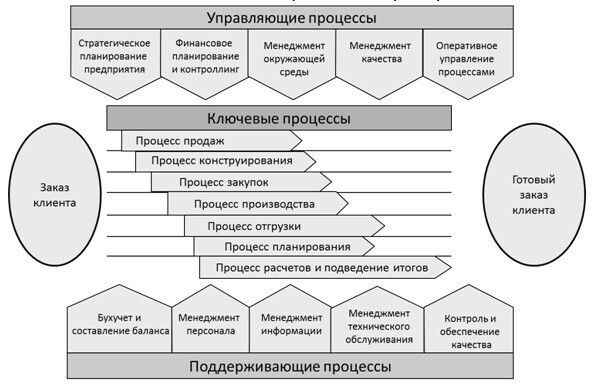 Управляющие процессы
Стратегическое
планирование
предприятия
Финансовое
планирование
и контроллинг
Менеджмент
окружающей
среды
Менеджмент
качества
Оперативное
управление
процессами
Ключевые процессы
Заказ
клиента
Процесс продаж
Процесс конструирования
Процесс закупок
Процесс производства
Процесс отгрузки
Процесс планирования
Процесс расчетов и подведение итогов
Готовый
заказ
клиента
Бухучет и
составление баланса
Менеджмент
персонала
Менеджмент
информации
Менеджмент
технического
обслуживания
Контроль и
обеспечение
качества
Поддерживающие процессы